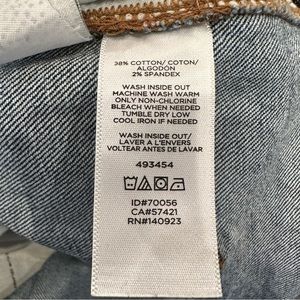 98% COTTON/ COTON/
ALGODÓN
2% SPANDEX
WASH INSIDE OUT
MACHINE WASH WARM
ONLY NON-CHLORINE
BLEACH WHEN NEEDED
TUMBLE DRY LOW
COOL IRON IF NEEDED
WASH INSIDE OUT/
LAVER A L'ENVERS
VOLTEAR ANTES DE LAVAR
493454
ID#70056
CA#57421
RN#140923